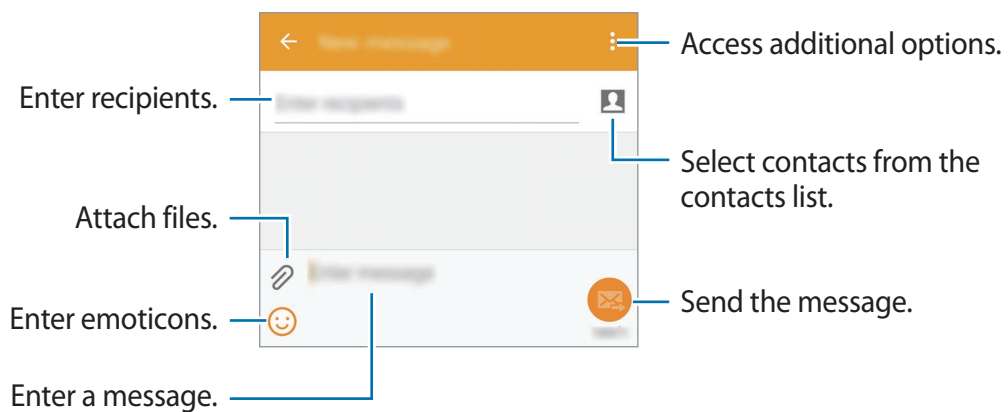 Access additional options.
Enter recipients.
Select contacts from the
contacts list.
Attach files.
Send the message.
Enter emoticons.
Enter a message.